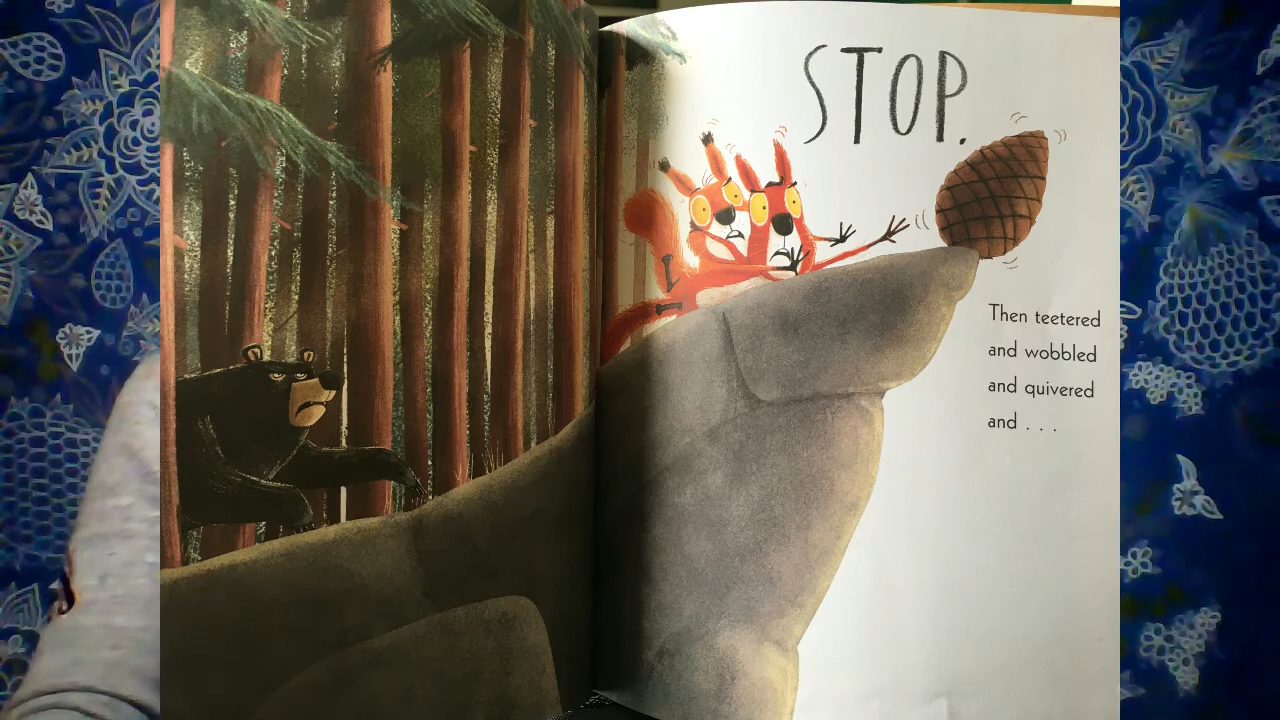 STOP.
Then teetered
and wobbled
and quivered
and . . .